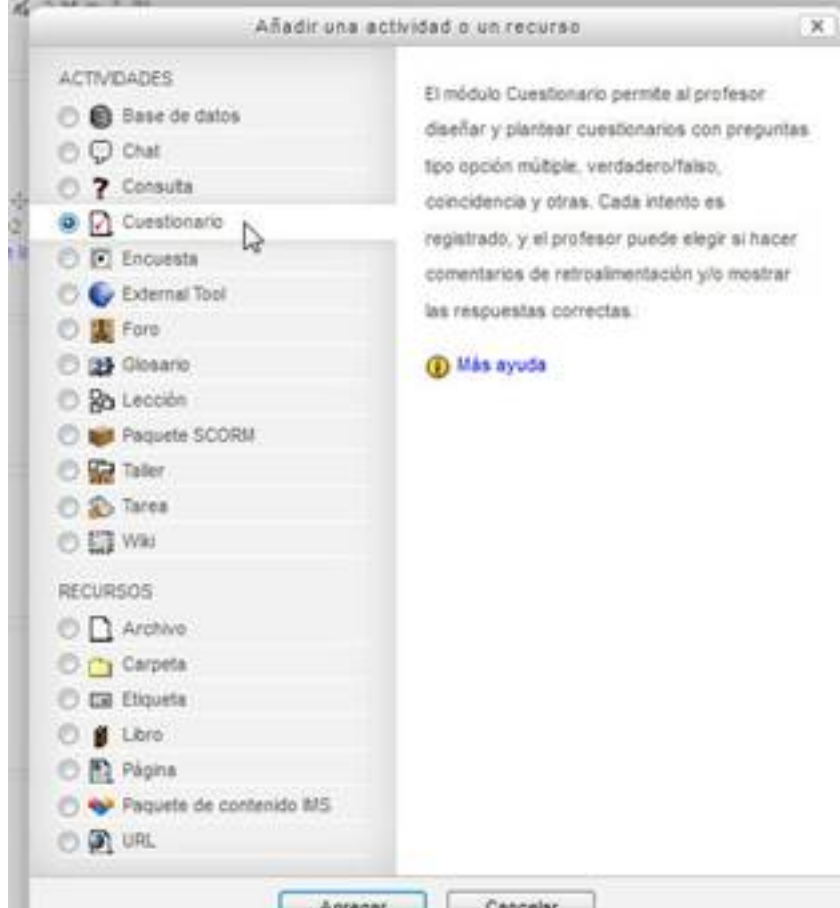 Añadir una actividad o un recurso
ACTIVIDADES
Base de datos
Chat
Consulta
Cuestionario
Encuesta
External Tool
Foro
Glosario
Lección
Paquete SCORM
Taller
Tarea
Wiki
RECURSOS
Archivo
Carpeta
Etiqueta
Libro
Página
Paquete de contenido IMS
URL
El módulo Cuestionario permite al profesor
diseñar y plantear cuestionarios con preguntas
tipo opción múltiple, verdadero/falso,
coincidencia y otras. Cada intento es
registrado, y el profesor puede elegir si hacer
comentarios de retroalimentación y/o mostrar
las respuestas correctas.
Más ayuda
Agregar
Cancelar